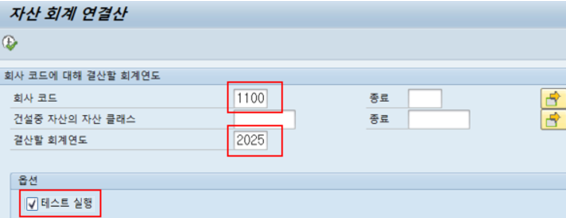 자산 회계 연결산
회사 코드에 대해 결산할 회계연도
회사 코드 1100 종료
건설중 자산의 자산 클래스 종료
결산할 회계연도 2025
옵션
테스트 실행